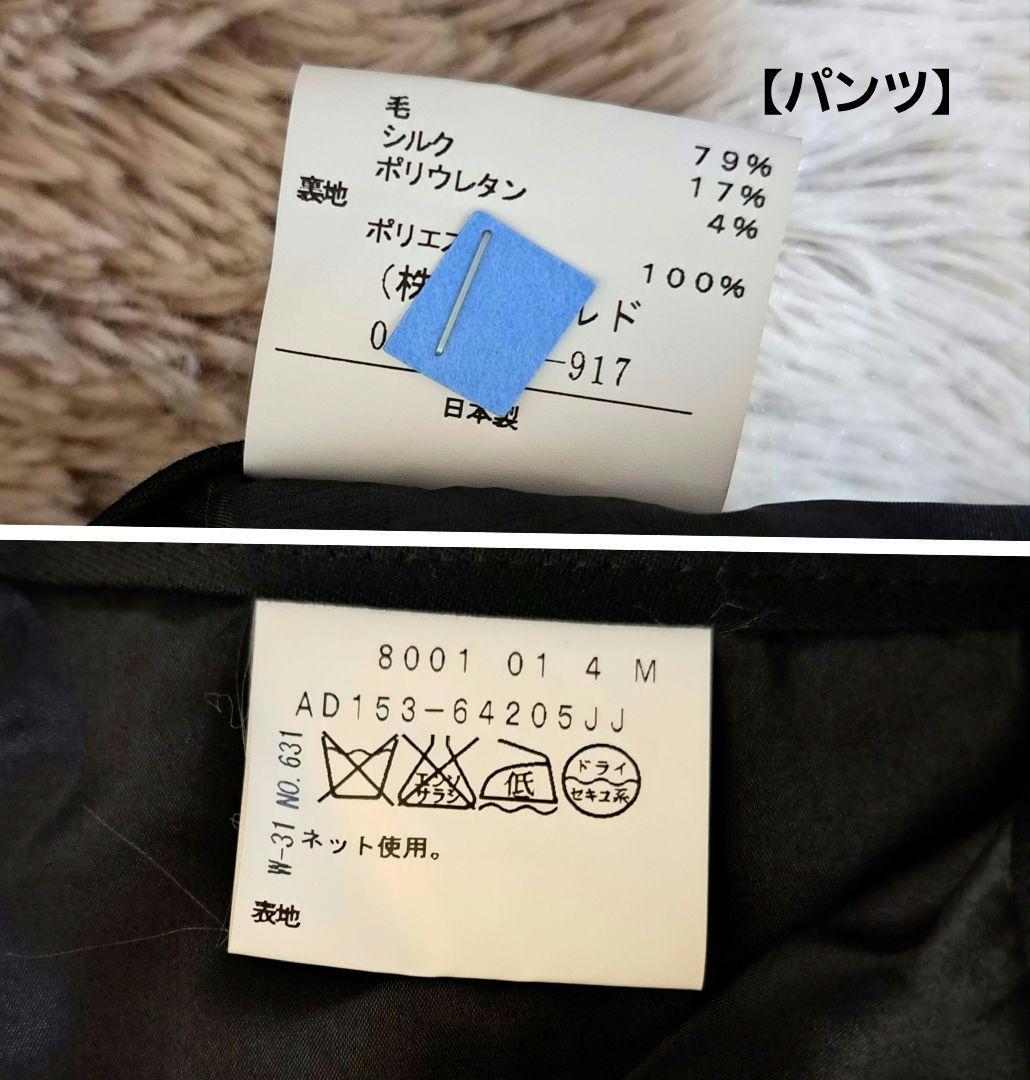 【パンツ】
毛 79%
シルク 17%
ポリウレタン 4%
裏地
ポリエス 100%
(株 レド
0 -917
日本製
8001 01 4 M
AD153-64205JJ
エンソ
サラシ
低
ドライ
セキユ系
W-31 NO.631
ネット使用。
表地